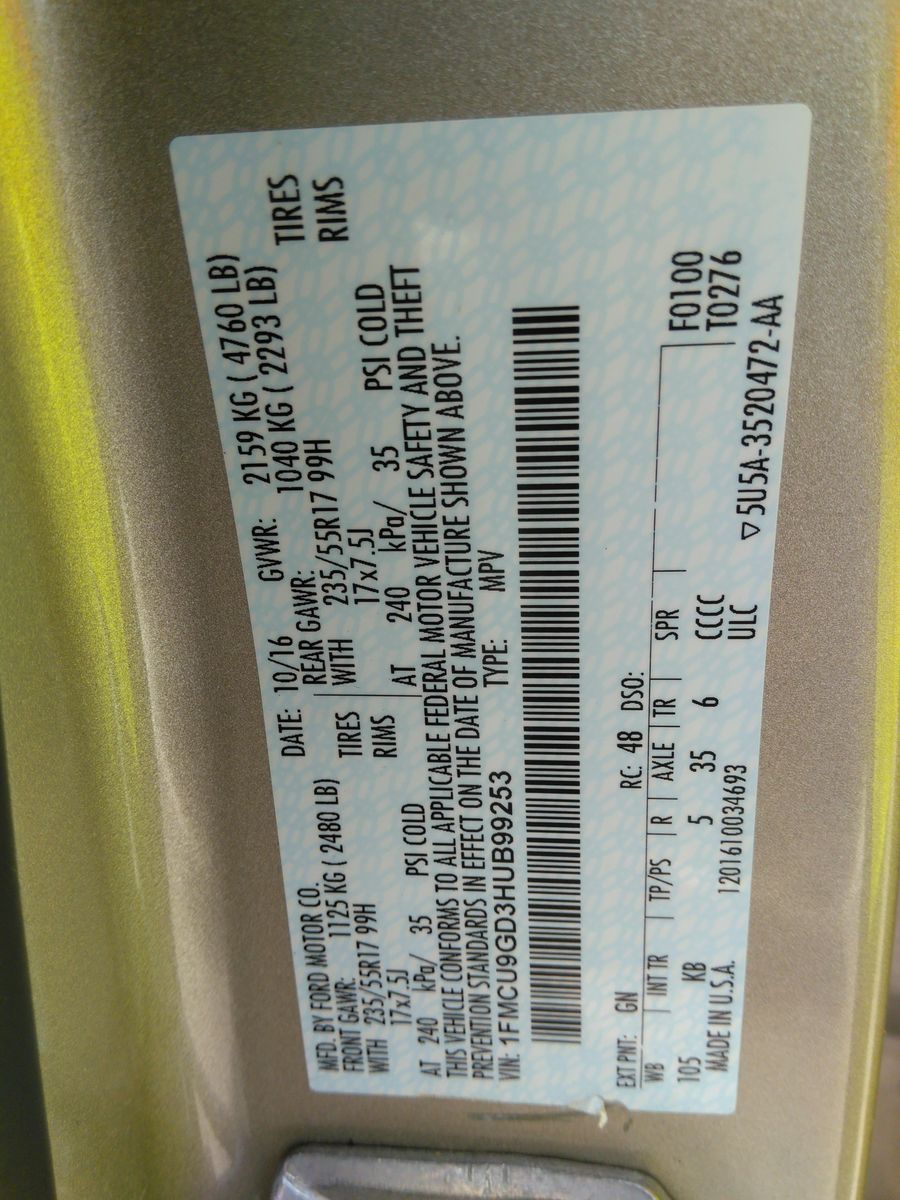 MFD. BY FORD MOTOR CO. DATE: 10/16 GVWR: 2159 KG ( 4760 LB)
FRONT GAWR: 1125 KG ( 2480 LB) REAR GAWR: 1040 KG ( 2293 LB)
WITH 235/55R17 99H TIRES WITH 235/55R17 99H TIRES
17x7.5J RIMS 17x7.5J RIMS
AT 240 kPa/ 35 PSI COLD AT 240 kPa/ 35 PSI COLD
THIS VEHICLE CONFORMS TO ALL APPLICABLE FEDERAL MOTOR VEHICLE SAFETY AND THEFT
PREVENTION STANDARDS IN EFFECT ON THE DATE OF MANUFACTURE SHOWN ABOVE.
VIN: 1FMCU9GD3HUB99253 TYPE: MPV
EXT PNT: GN RC: 48 DSO: F0100
WB INT TR TP/PS R AXLE TR SPR T0276
105 KB 5 35 6 CCCC
ULC
MADE IN U.S.A. 1201610034693 ▽5U5A-3520472-AA